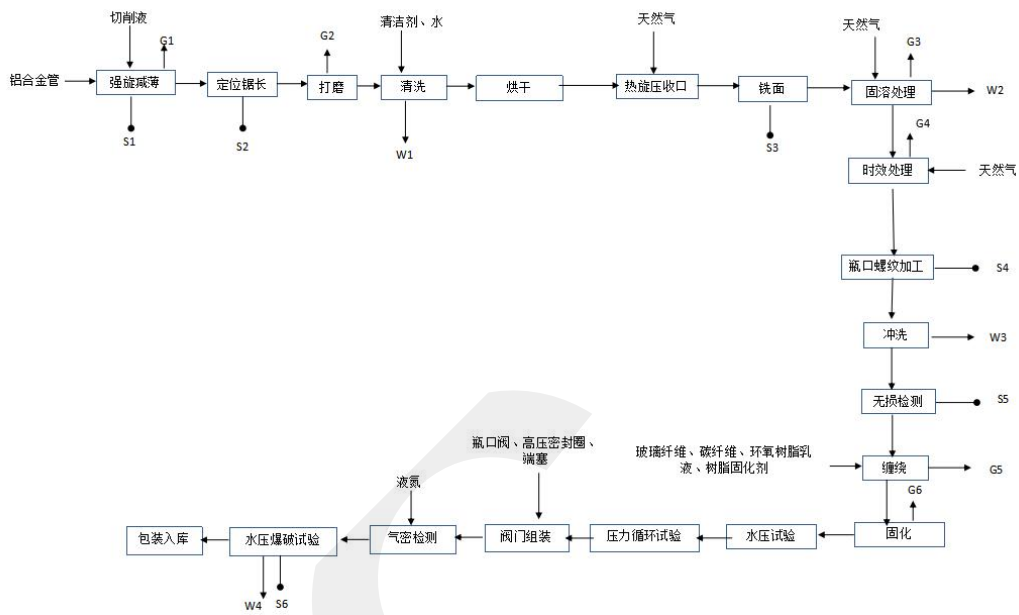 切削液
G1
铝合金管
强旋减薄
S1
定位锯长
S2
G2
打磨
清洁剂、水
清洗
W1
烘干
天然气
热旋压收口
铣面
S3
天然气
G3
固溶处理
W2
G4
时效处理
天然气
瓶口螺纹加工
S4
冲洗
W3
无损检测
S5
玻璃纤维、碳纤维、环氧树脂乳
液、树脂固化剂
缠绕
G5
G6
固化
水压试验
压力循环试验
瓶口阀、高压密封圈、
端塞
阀门组装
液氮
气密检测
水压爆破试验
W4
S6
包装入库